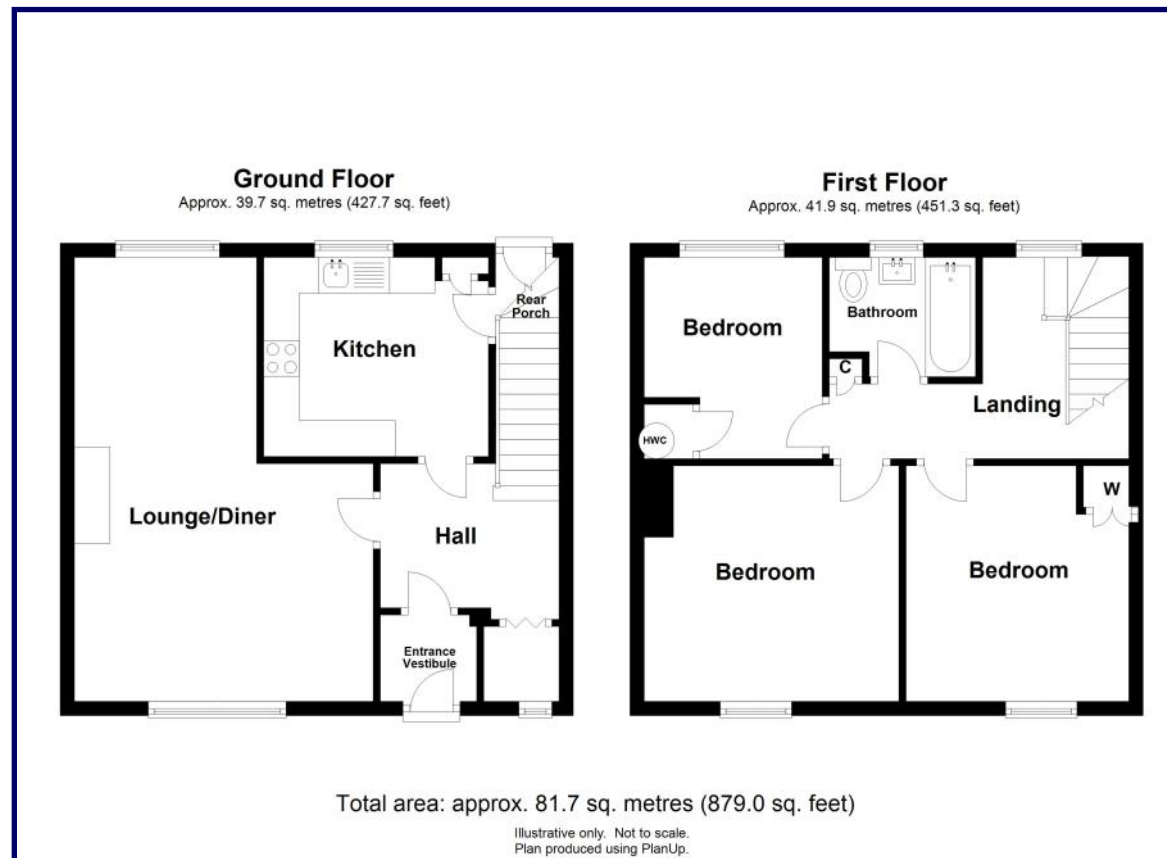 Ground Floor
Approx. 39.7 sq. metres (427.7 sq. feet)
Kitchen
Rear
Porch
Lounge/Diner
Hall
Entrance
Vestibule
First Floor
Approx. 41.9 sq. metres (451.3 sq. feet)
Bedroom
Bathroom
C
Landing
HWC
W
Bedroom
Bedroom
Total area: approx. 81.7 sq. metres (879.0 sq. feet)
Illustrative only. Not to scale.
Plan produced using PlanUp.